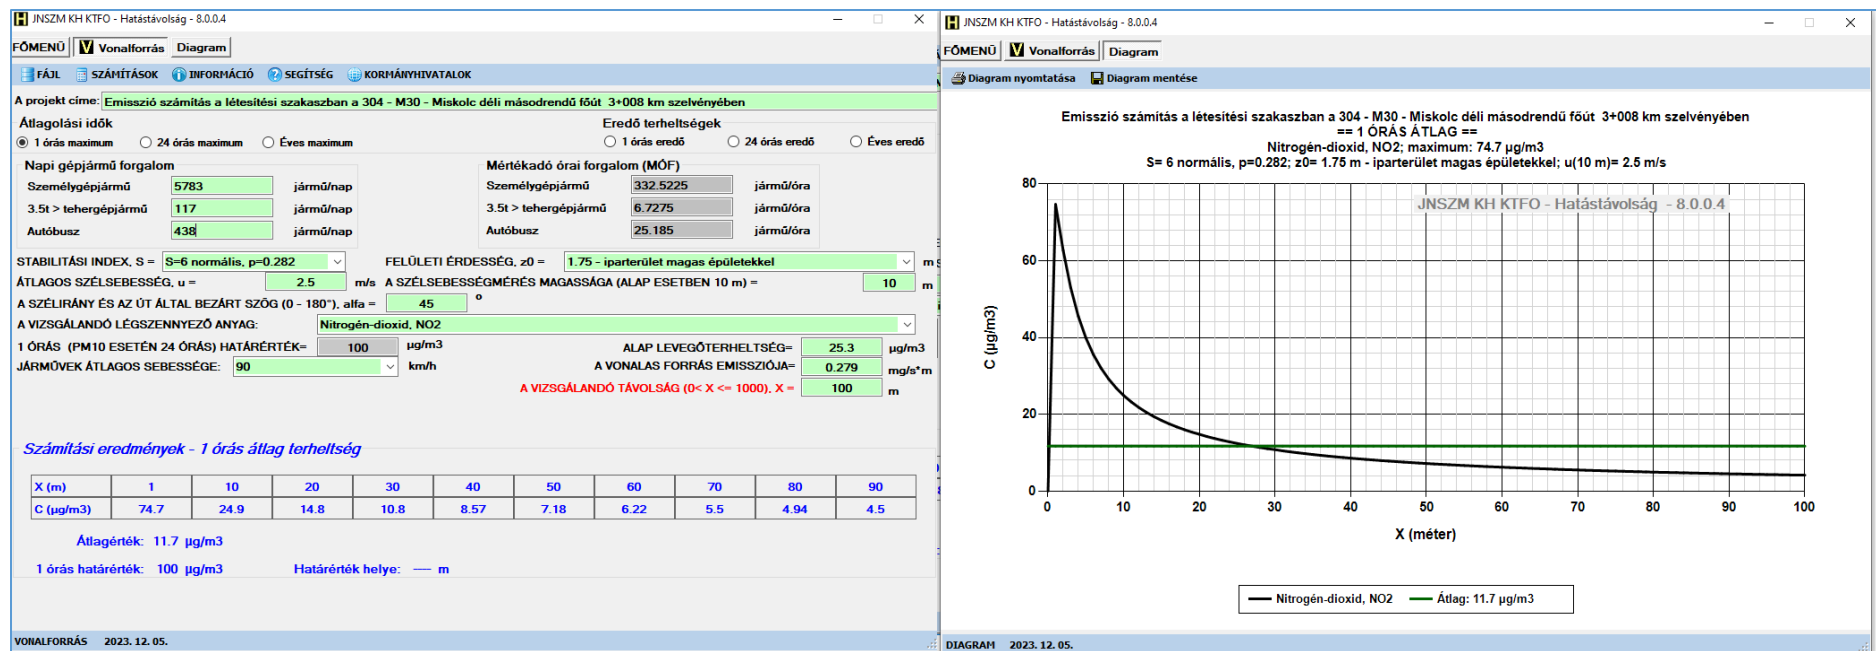 JNSZM KH KTFO - Hatástávolság - 8.0.0.4
FŐMENÜ Vonalforrás Diagram
FÁJL SZÁMÍTÁSOK INFORMÁCIÓ SEGÍTSÉG KORMÁNYHIVATALOK
A projekt címe: Emisszió számítás a létesítési szakaszban a 304 - M30 - Miskolc déli másodrendű főút 3+008 km szelvényében
Átlagolási idők
1 órás maximum 24 órás maximum Éves maximum
Eredő terheltségek
1 órás eredő 24 órás eredő Éves eredő
Napi gépjármű forgalom
Személygépjármű 5783 jármű/nap
3.5t > tehergépjármű 117 jármű/nap
Autóbusz 438 jármű/nap
Mértékadó órai forgalom (MÓF)
Személygépjármű 332.5225 jármű/óra
3.5t > tehergépjármű 6.7275 jármű/óra
Autóbusz 25.185 jármű/óra
STABILITÁSI INDEX, S = S=6 normális, p=0.282 FELÜLETI ÉRDESSÉG, z0 = 1.75 - iparterület magas épületekkel m
ÁTLAGOS SZÉLSEBESSÉG, u = 2.5 m/s A SZÉLSEBESSÉGMÉRÉS MAGASSÁGA (ALAP ESETBEN 10 m) = 10 m
A SZÉLIRÁNY ÉS AZ ÚT ÁLTAL BEZÁRT SZÖG (0 - 180°), alfa = 45 °
A VIZSGÁLANDÓ LÉGSZENNYEZŐ ANYAG: Nitrogén-dioxid, NO2
1 ÓRÁS (PM10 ESETÉN 24 ÓRÁS) HATÁRÉRTÉK= 100 µg/m3 ALAP LEVEGŐTERHELTSÉG= 25.3 µg/m3
JÁRMŰVEK ÁTLAGOS SEBESSÉGE: 90 km/h A VONALAS FORRÁS EMISSZIÓJA= 0.279 mg/s*m
A VIZSGÁLANDÓ TÁVOLSÁG (0< X <= 1000), X = 100 m
Számítási eredmények - 1 órás átlag terheltség
X (m) 1 10 20 30 40 50 60 70 80 90
C (µg/m3) 74.7 24.9 14.8 10.8 8.57 7.18 6.22 5.5 4.94 4.5
Átlagérték: 11.7 µg/m3
1 órás határérték: 100 µg/m3 Határérték helye: --- m
VONALFORRÁS 2023. 12. 05.
JNSZM KH KTFO - Hatástávolság - 8.0.0.4
FŐMENÜ Vonalforrás Diagram
Diagram nyomtatása Diagram mentése
Emisszió számítás a létesítési szakaszban a 304 - M30 - Miskolc déli másodrendű főút 3+008 km szelvényében
== 1 ÓRÁS ÁTLAG ==
Nitrogén-dioxid, NO2; maximum: 74.7 µg/m3
S= 6 normális, p=0.282; z0= 1.75 m - iparterület magas épületekkel; u(10 m)= 2.5 m/s
JNSZM KH KTFO - Hatástávolság - 8.0.0.4
80
60
40
20
0
C (µg/m3)
0 10 20 30 40 50 60 70 80 90 100
X (méter)
Nitrogén-dioxid, NO2 Átlag: 11.7 µg/m3
DIAGRAM 2023. 12. 05.